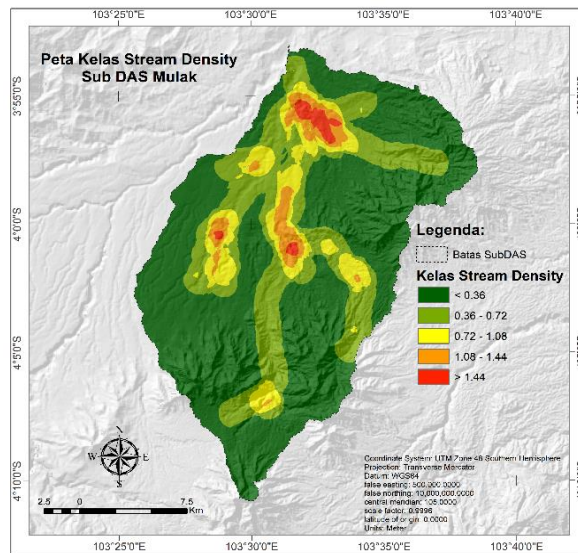 103°25'0"E 103°30'0"E 103°35'0"E 103°40'0"E
Peta Kelas Stream Density
Sub DAS Mulak
3°55'0"S
4°0'0"S
4°5'0"S
4°10'0"S
Legenda:
Batas SubDAS
Kelas Stream Density
< 0.36
0.36 - 0.72
0.72 - 1.08
1.08 - 1.44
> 1.44
N
W E
S
2.5 0 7.5
Km
Coordinate System: UTM Zone 48 Southern Hemisphere
Projection: Transverse Mercator
Datum: WGS84
false easting: 500,000.0000
false northing: 10,000,000.0000
central meridian: 105.0000
scale factor: 0.9996
latitude of origin: 0.0000
Units: Meter
103°25'0"E 103°30'0"E 103°35'0"E 103°40'0"E